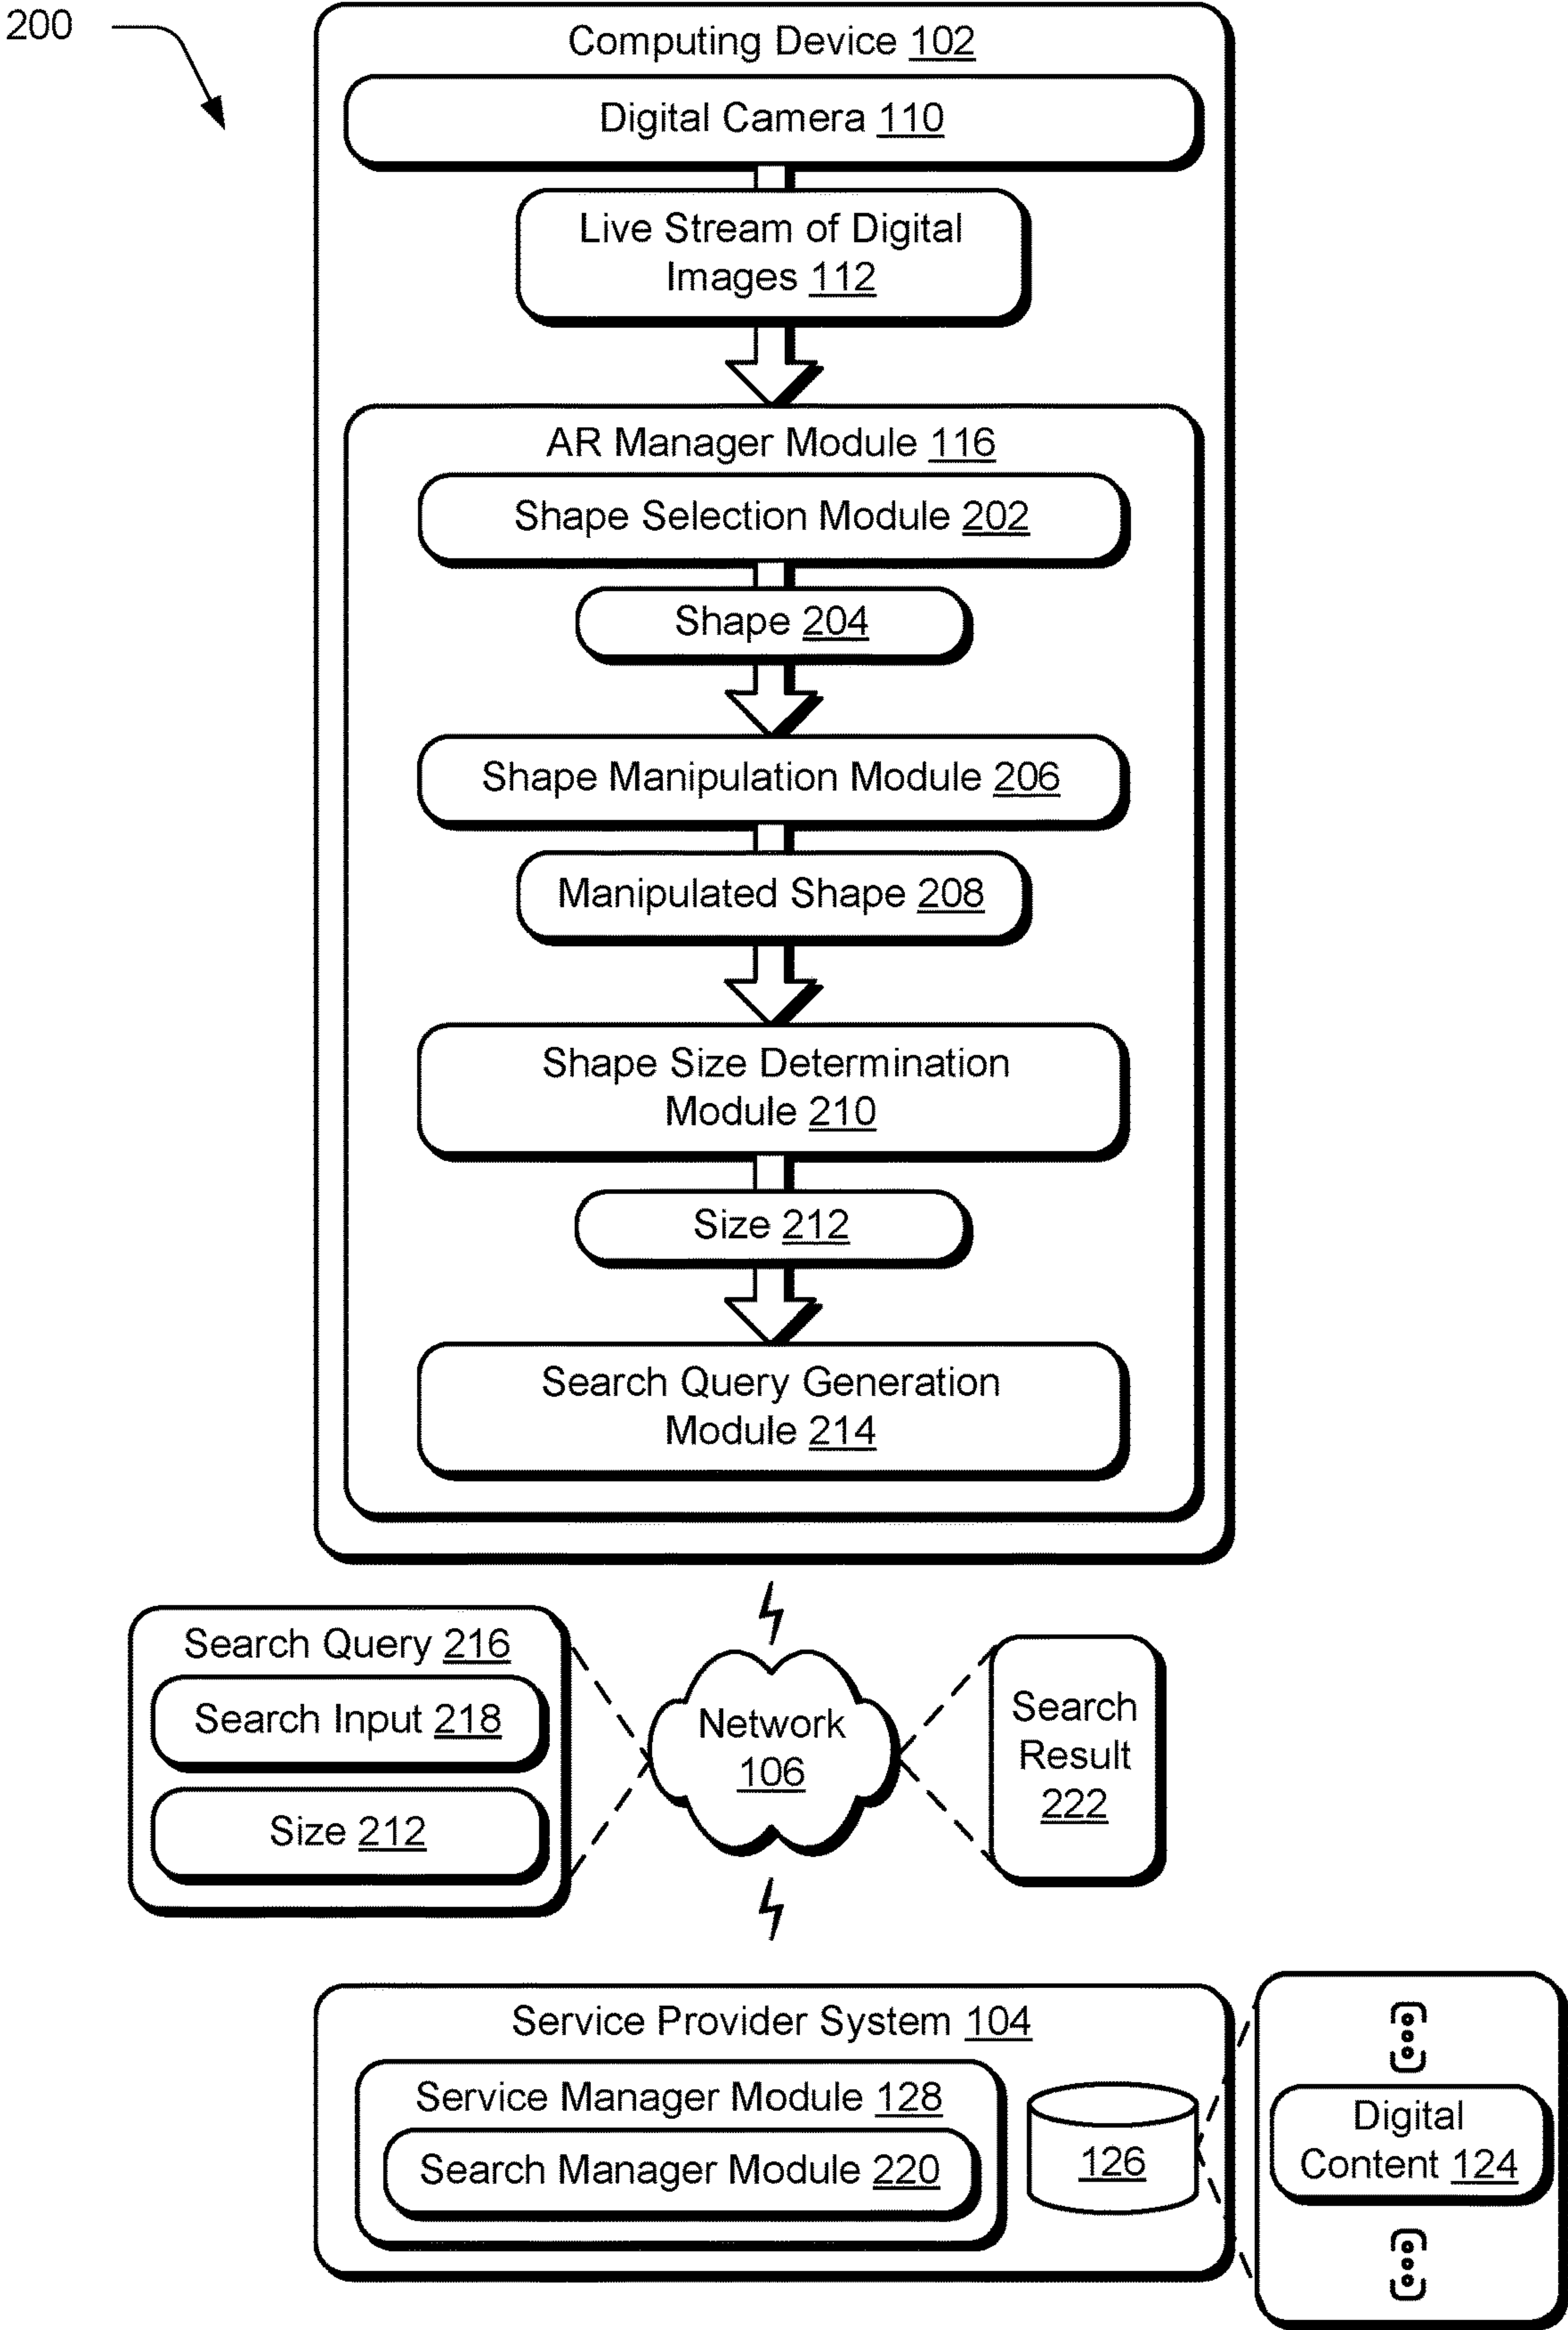 200
Computing Device 102
Digital Camera 110
Live Stream of Digital
Images 112
AR Manager Module 116
Shape Selection Module 202
Shape 204
Shape Manipulation Module 206
Manipulated Shape 208
Shape Size Determination
Module 210
Size 212
Search Query Generation
Module 214
Search Query 216
Search Input 218
Size 212
Network
106
Search
Result
222
Service Provider System 104
Service Manager Module 128
Search Manager Module 220
126
Digital
Content 124